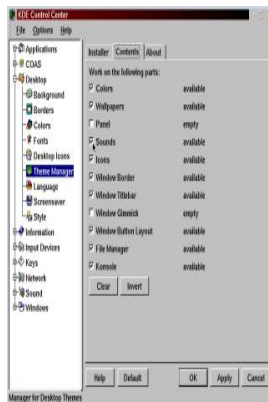 KDE Control Center
File Options Help
Applications
COAS
Desktop
Background
Borders
Colors
Fonts
Desktop Icons
Theme Manager
Language
Screensaver
Style
Information
Input Devices
Keys
Network
Sound
Windows
Installer Contents About
Work on the following parts:
Colors available
Wallpapers available
Panel empty
Sounds available
Icons available
Window Border available
Window Titlebar available
Window Gimmick empty
Window Button Layout available
File Manager available
Konsole available
Clear Invert
Help Default OK Apply Cancel
Manager for Desktop Themes